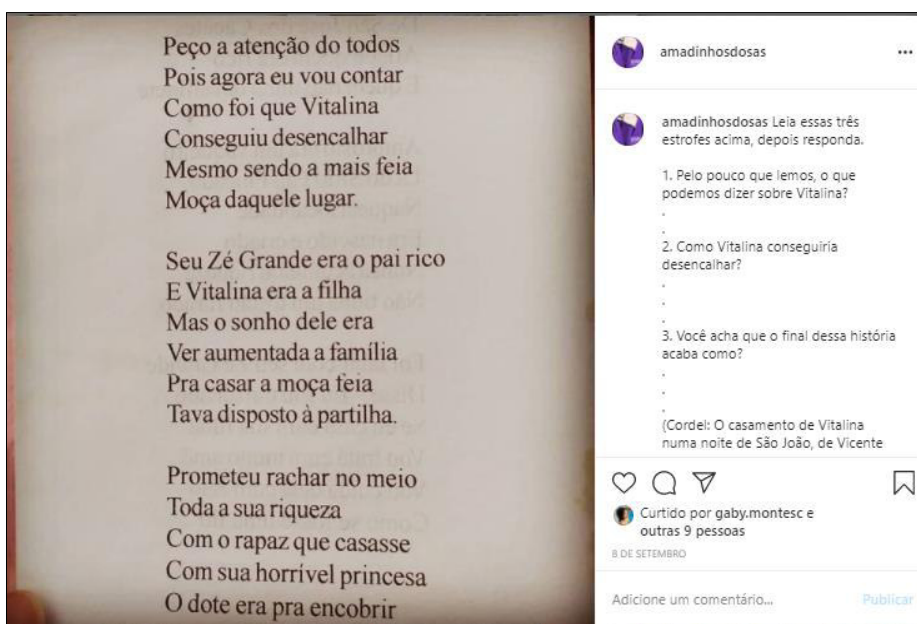 Peço a atenção do todos
Pois agora eu vou contar
Como foi que Vitalina
Conseguiu desencalhar
Mesmo sendo a mais feia
Moça daquele lugar.
Seu Zé Grande era o pai rico
E Vitalina era a filha
Mas o sonho dele era
Ver aumentada a família
Pra casar a moça feia
Tava disposto à partilha.
Prometeu rachar no meio
Toda a sua riqueza
Com o rapaz que casasse
Com sua horrível princesa
O dote era pra encobrir
amadinhosdosas
amadinhosdosas Leia essas três
estrofes acima, depois responda.
1. Pelo pouco que lemos, o que
podemos dizer sobre Vitalina?
.
.
2. Como Vitalina conseguiria
desencalhar?
.
.
.
3. Você acha que o final dessa história
acaba como?
.
.
.
(Cordel: O casamento de Vitalina
numa noite de São João, de Vicente
Curtido por gaby.montesc e
outras 9 pessoas
8 DE SETEMBRO
Adicione um comentário...
Publicar